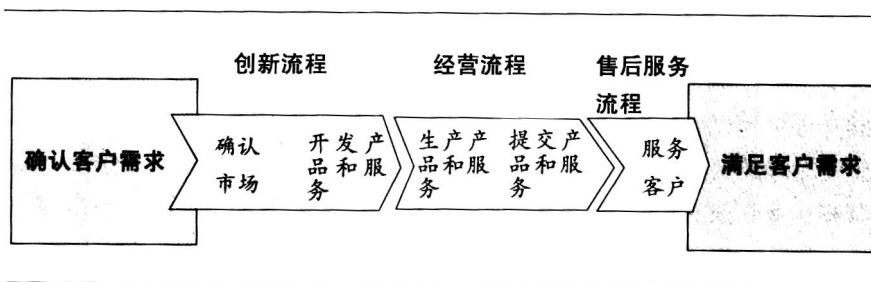 创新流程
经营流程
售后服务
流程
确认客户需求
确认
市场
开发产
品和服
务
生产产
品和服
务
提交产
品和服
务
服务
客户
满足客户需求